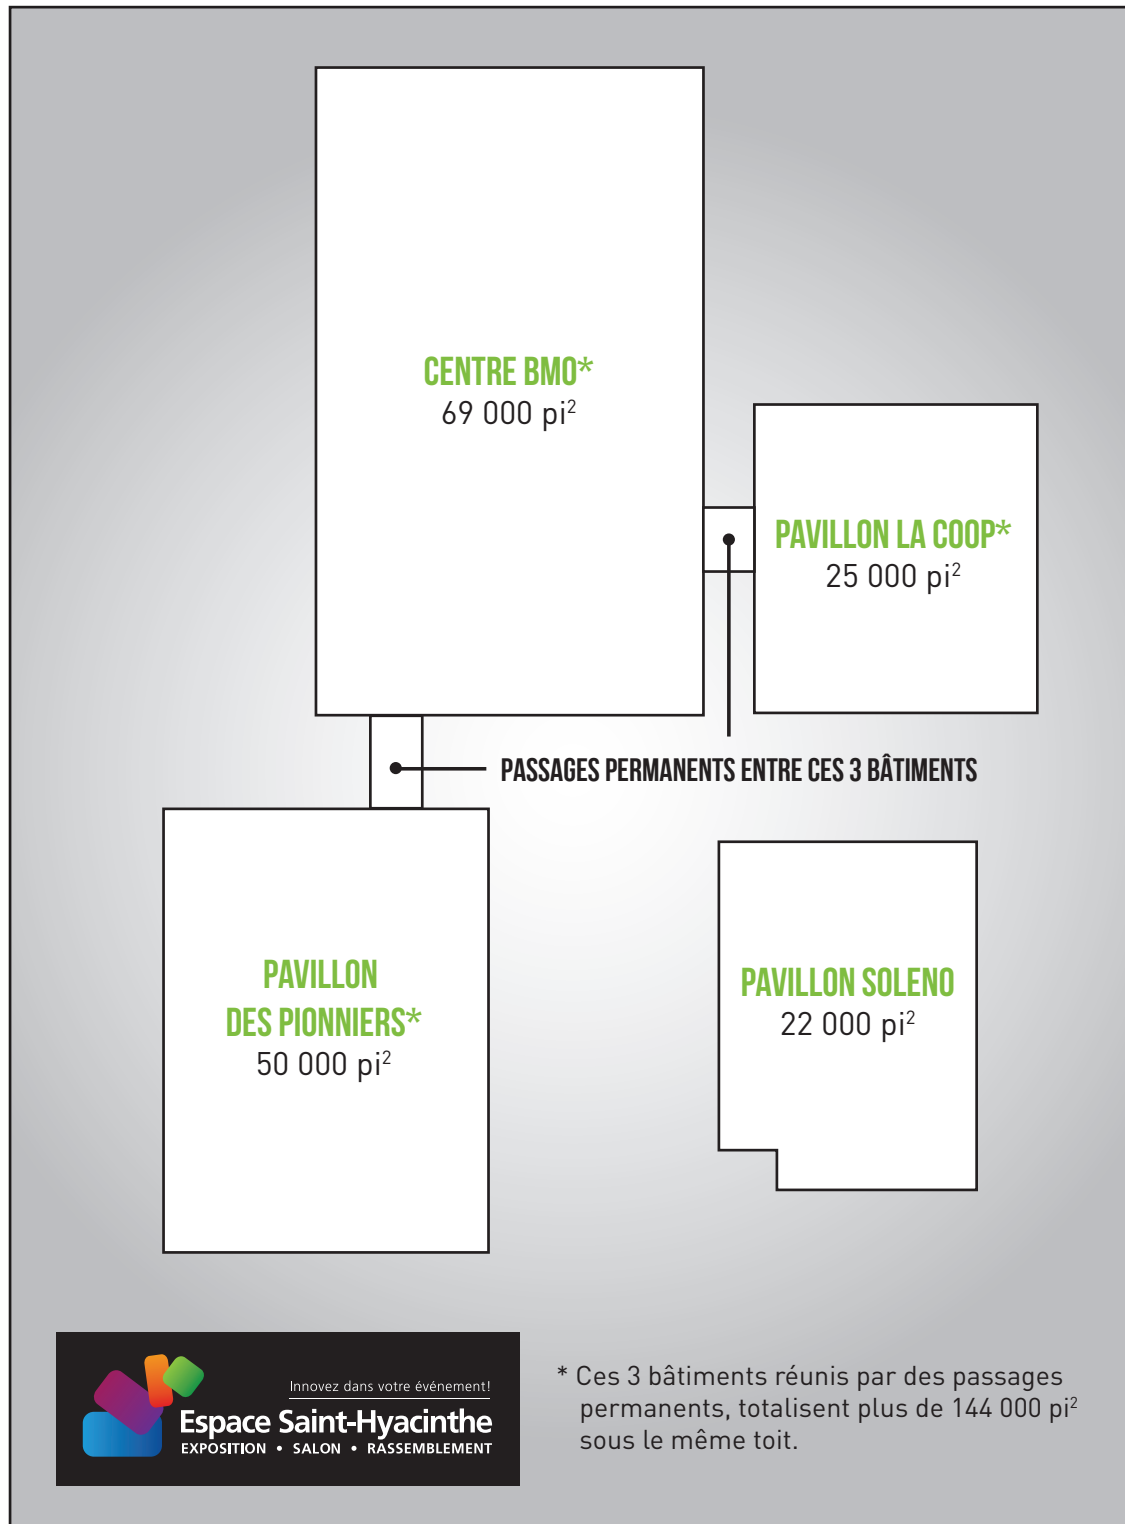 CENTRE BMO*
69 000 pi²
PAVILLON LA COOP*
25 000 pi²
PASSAGES PERMANENTS ENTRE CES 3 BÂTIMENTS
PAVILLON
DES PIONNIERS*
50 000 pi²
PAVILLON SOLENO
22 000 pi²
Innovez dans votre événement!
Espace Saint-Hyacinthe
EXPOSITION • SALON • RASSEMBLEMENT
* Ces 3 bâtiments réunis par des passages
permanents, totalisent plus de 144 000 pi²
sous le même toit.